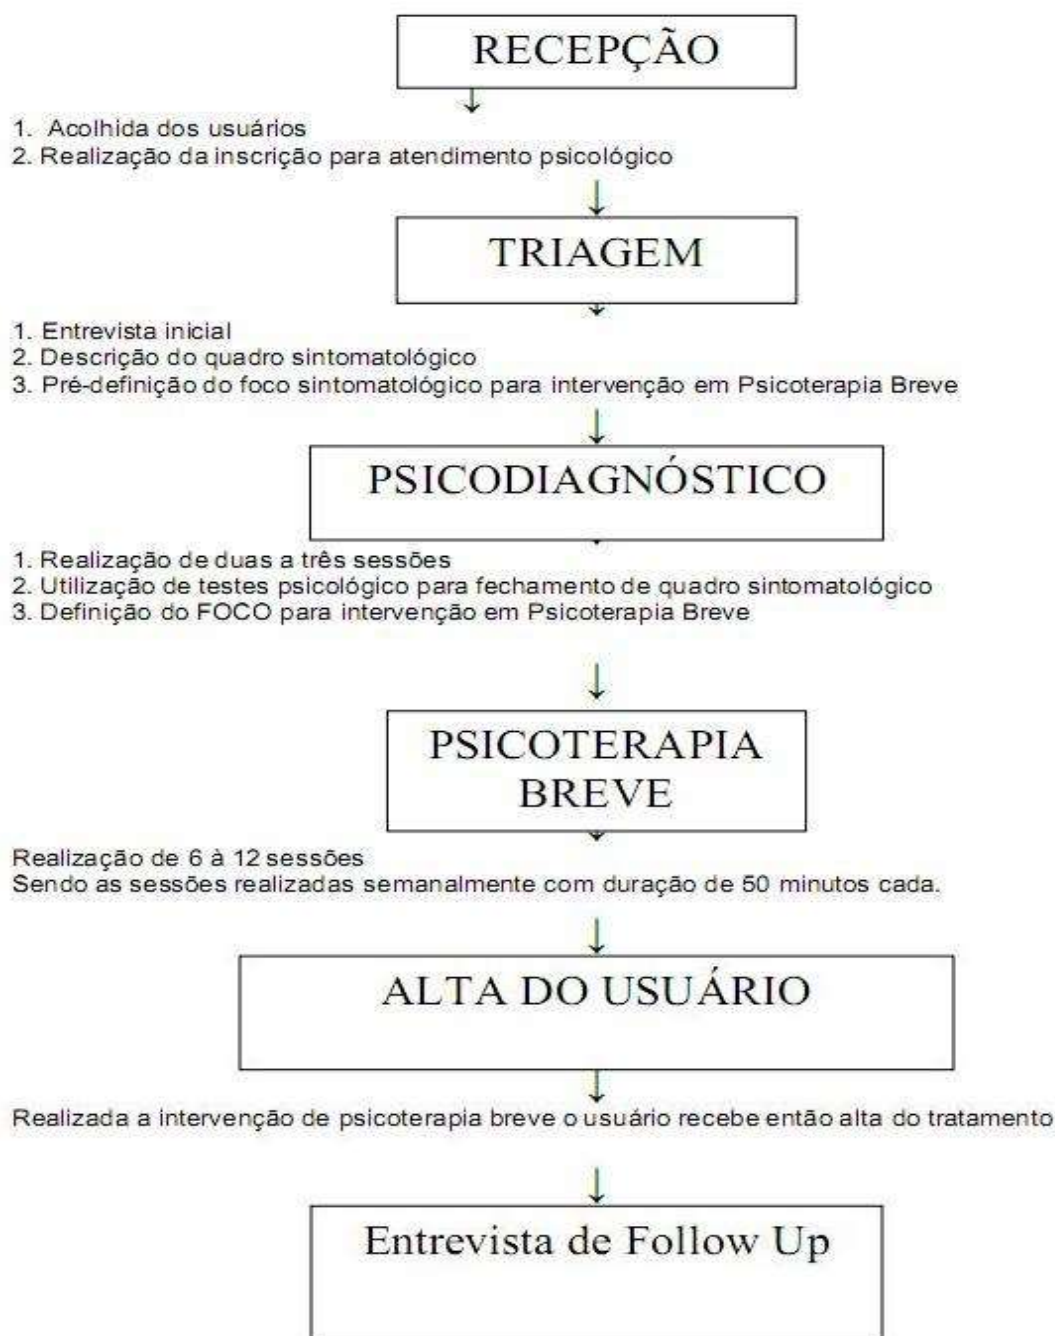 RECEPÇÃO
1. Acolhida dos usuários
2. Realização da inscrição para atendimento psicológico
TRIAGEM
1. Entrevista inicial
2. Descrição do quadro sintomatológico
3. Pré-definição do foco sintomatológico para intervenção em Psicoterapia Breve
PSICODIAGNÓSTICO
1. Realização de duas a três sessões
2. Utilização de testes psicológico para fechamento de quadro sintomatológico
3. Definição do FOCO para intervenção em Psicoterapia Breve
PSICOTERAPIA
BREVE
Realização de 6 à 12 sessões
Sendo as sessões realizadas semanalmente com duração de 50 minutos cada.
ALTA DO USUÁRIO
Realizada a intervenção de psicoterapia breve o usuário recebe então alta do tratamento
Entrevista de Follow Up